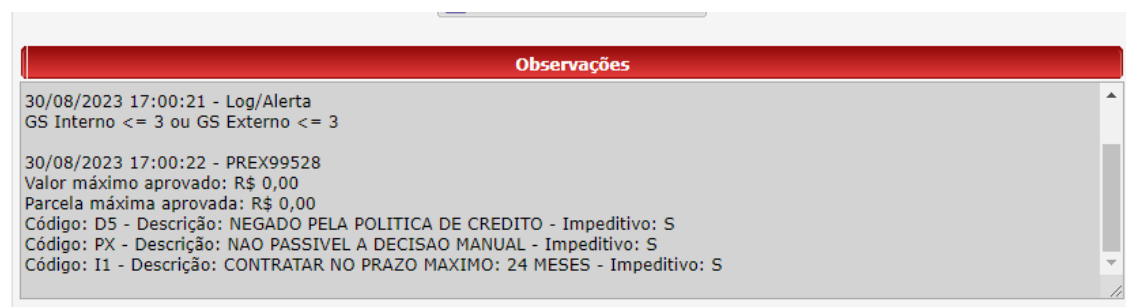 Observações
30/08/2023 17:00:21 - Log/Alerta
GS Interno <= 3 ou GS Externo <= 3
30/08/2023 17:00:22 - PREX99528
Valor máximo aprovado: R$ 0,00
Parcela máxima aprovada: R$ 0,00
Código: D5 - Descrição: NEGADO PELA POLITICA DE CREDITO - Impeditivo: S
Código: PX - Descrição: NAO PASSIVEL A DECISAO MANUAL - Impeditivo: S
Código: I1 - Descrição: CONTRATAR NO PRAZO MAXIMO: 24 MESES - Impeditivo: S